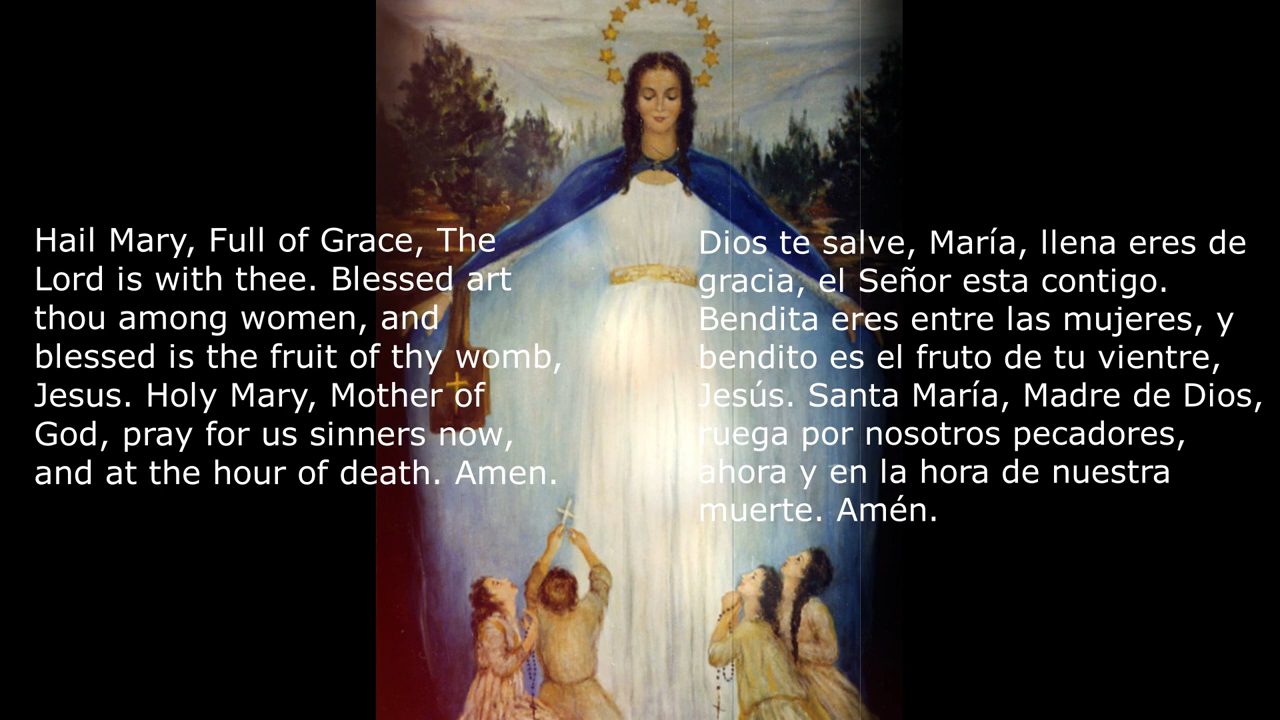 Hail Mary, Full of Grace, The
Lord is with thee. Blessed art
thou among women, and
blessed is the fruit of thy womb,
Jesus. Holy Mary, Mother of
God, pray for us sinners now,
and at the hour of death. Amen.
Dios te salve, María, llena eres de
gracia, el Señor esta contigo.
Bendita eres entre las mujeres, y
bendito es el fruto de tu vientre,
Jesús. Santa María, Madre de Dios,
ruega por nosotros pecadores,
ahora y en la hora de nuestra
muerte. Amén.